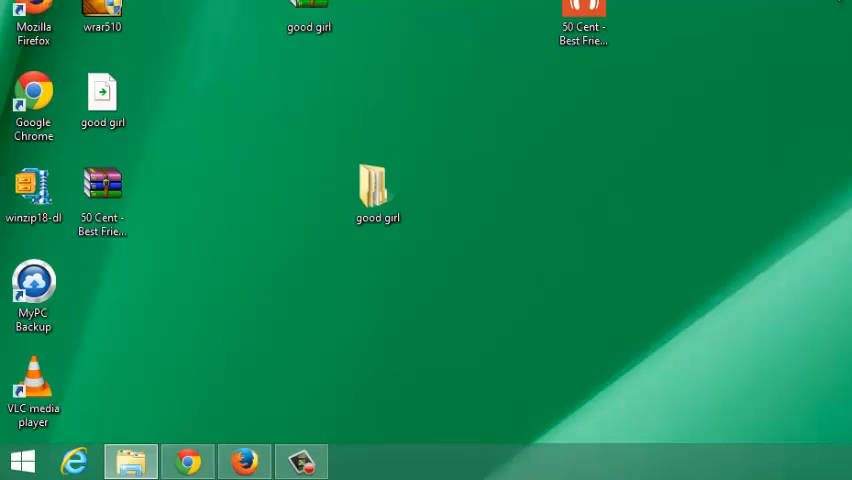 Mozilla
Firefox
wrar510
good girl
50 Cent -
Best Frie...
Google
Chrome
good girl
winzip18-dl
50 Cent -
Best Frie...
good girl
MyPC
Backup
VLC media
player